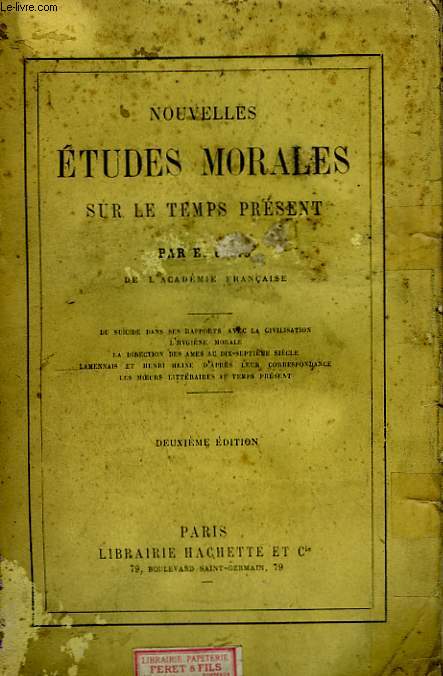 Le-livre.com
NOUVELLES
ÉTUDES MORALES
SUR LE TEMPS PRÉSENT
PAR E.
DE L'ACADÉMIE FRANÇAISE
DU SUICIDE DANS SES RAPPORTS AVEC LA CIVILISATION
L'HYGIÈNE MORALE
LA DIRECTION DES AMES AU DIX-SEPTIÈME SIÈCLE
LAMENNAIS ET HENRI HEINE D'APRÈS LEUR CORRESPONDANCE
LES MŒURS LITTÉRAIRES AU TEMPS PRÉSENT
DEUXIÈME ÉDITION
PARIS
LIBRAIRIE HACHETTE ET Cie
79, BOULEVARD SAINT-GERMAIN, 79
LIBRAIRIE PAPETERIE
FERET & FILS